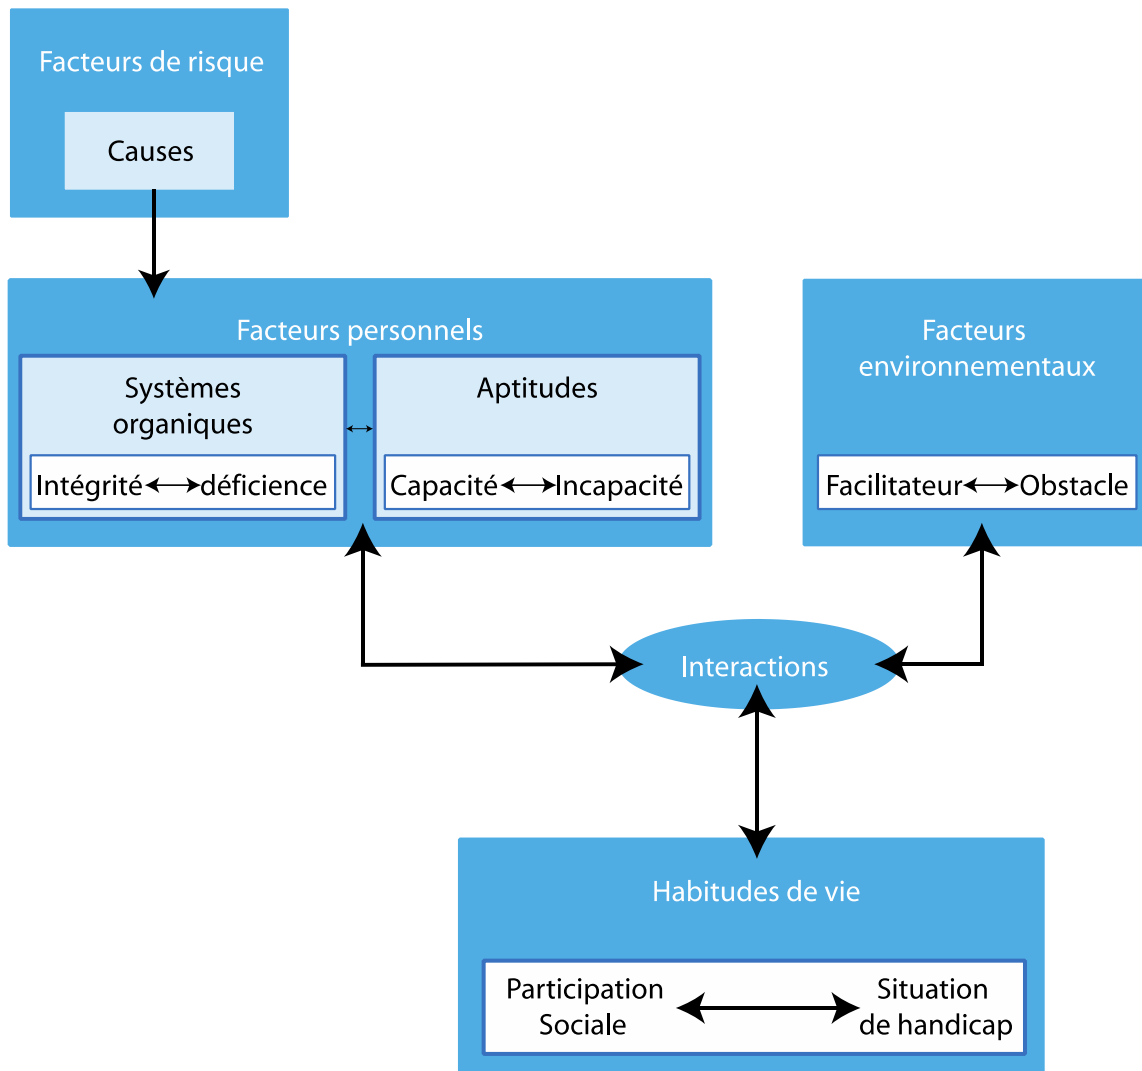 Facteurs de risque
Causes
Facteurs personnels
Systèmes
organiques
Intégrité
déficience
Aptitudes
Capacité
Incapacité
Facteurs
environnementaux
Facilitateur
Obstacle
Interactions
Habitudes de vie
Participation
Sociale
Situation
de handicap